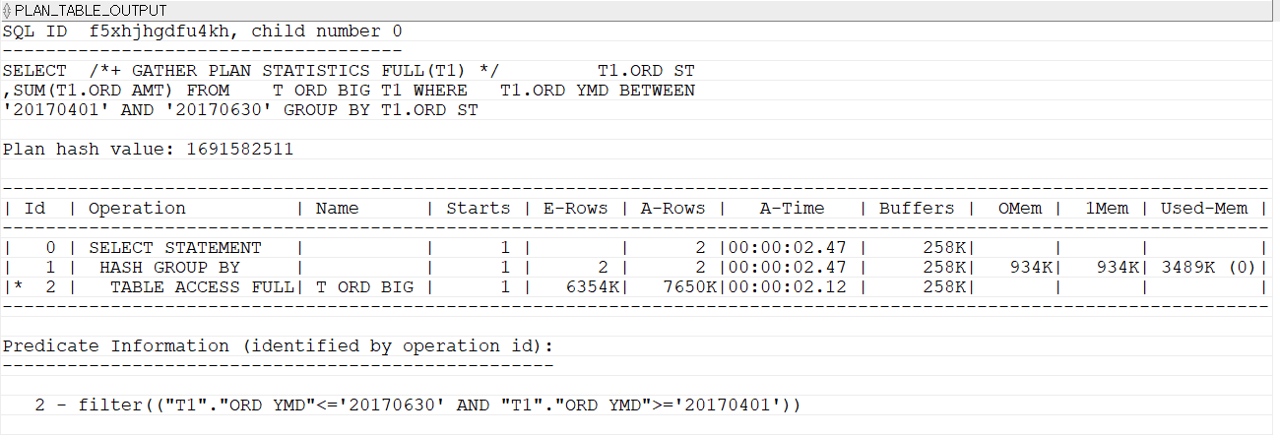 PLAN_TABLE_OUTPUT
SQL ID  f5xhjhgdfu4kh, child number 0
-------------------------------------
SELECT  /*+ GATHER PLAN STATISTICS FULL(T1) */         T1.ORD ST
,SUM(T1.ORD AMT) FROM    T ORD BIG T1 WHERE   T1.ORD YMD BETWEEN
'20170401' AND '20170630' GROUP BY T1.ORD ST
Plan hash value: 1691582511
---------------------------------------------------------------------------------------------------------------------
| Id  | Operation          | Name      | Starts | E-Rows | A-Rows |   A-Time   | Buffers |  OMem |  1Mem | Used-Mem |
---------------------------------------------------------------------------------------------------------------------
|   0 | SELECT STATEMENT   |           |      1 |        |      2 |00:00:02.47 |     258K|       |       |          |
|   1 |  HASH GROUP BY     |           |      1 |      2 |      2 |00:00:02.47 |     258K|   934K|   934K| 3489K (0)|
|*  2 |   TABLE ACCESS FULL| T ORD BIG |      1 |   6354K|   7650K|00:00:02.12 |     258K|       |       |          |
---------------------------------------------------------------------------------------------------------------------
Predicate Information (identified by operation id):
---------------------------------------------------
2 - filter(("T1"."ORD YMD"<='20170630' AND "T1"."ORD YMD">='20170401'))